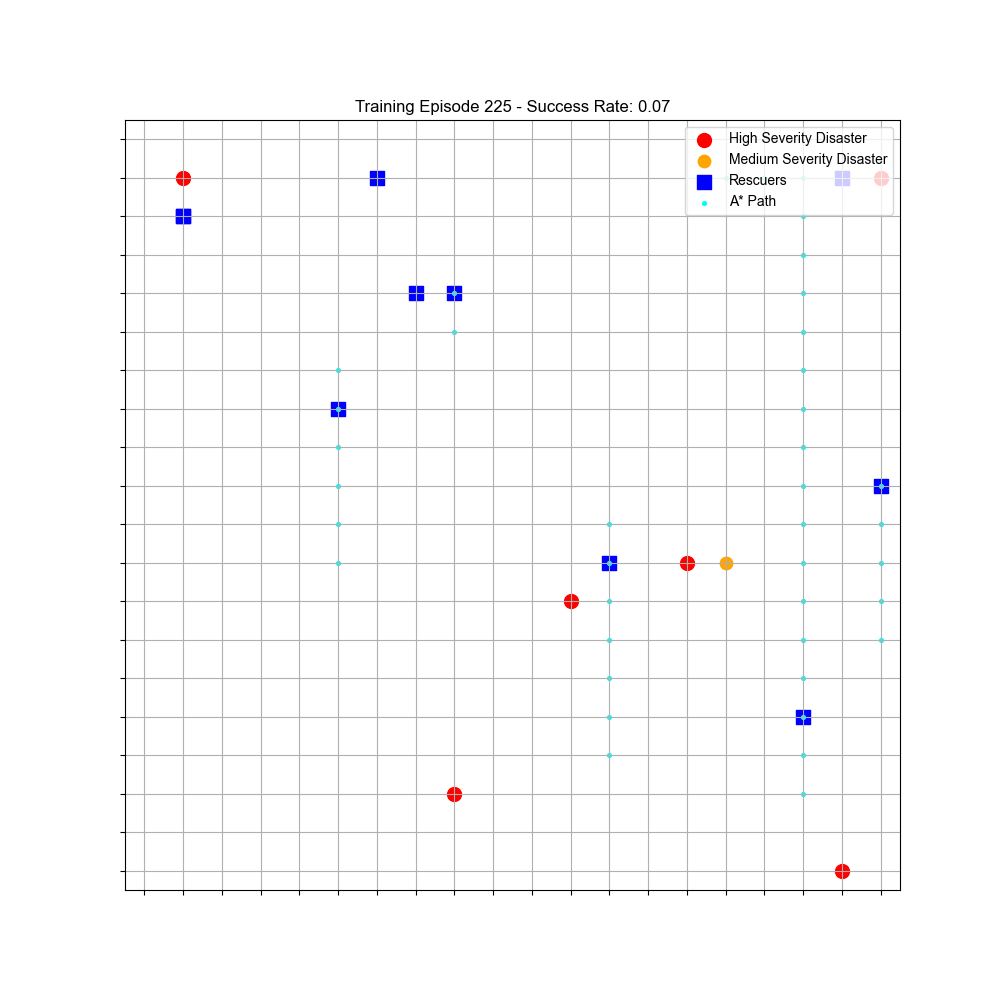 Training Episode 225 - Success Rate: 0.07
High Severity Disaster
Medium Severity Disaster
Rescuers
A* Path